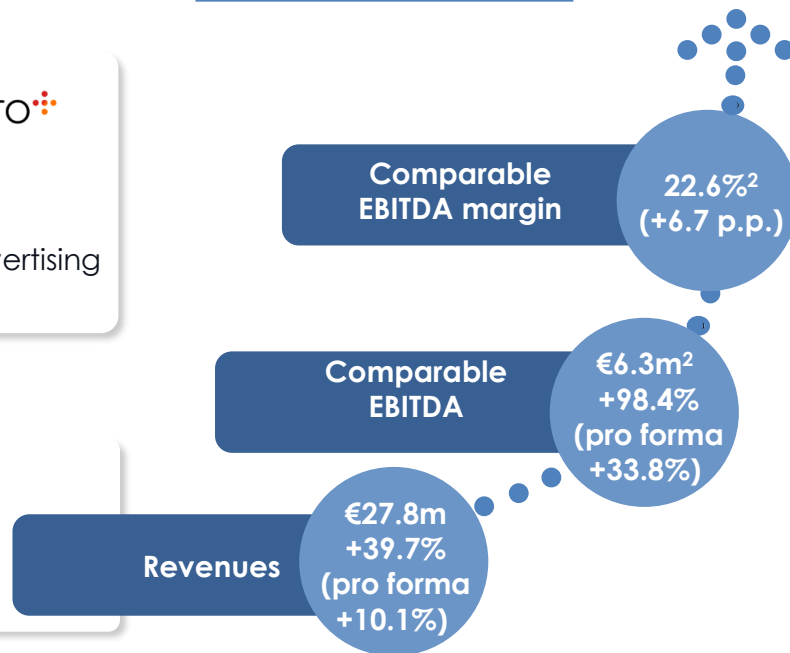 TO
Comparable
EBITDA margin
22.6%²
(+6.7 p.p.)
Comparable
EBITDA
€6.3m²
+98.4%
(pro forma
+33.8%)
Revenues
€27.8m
+39.7%
(pro forma
+10.1%)